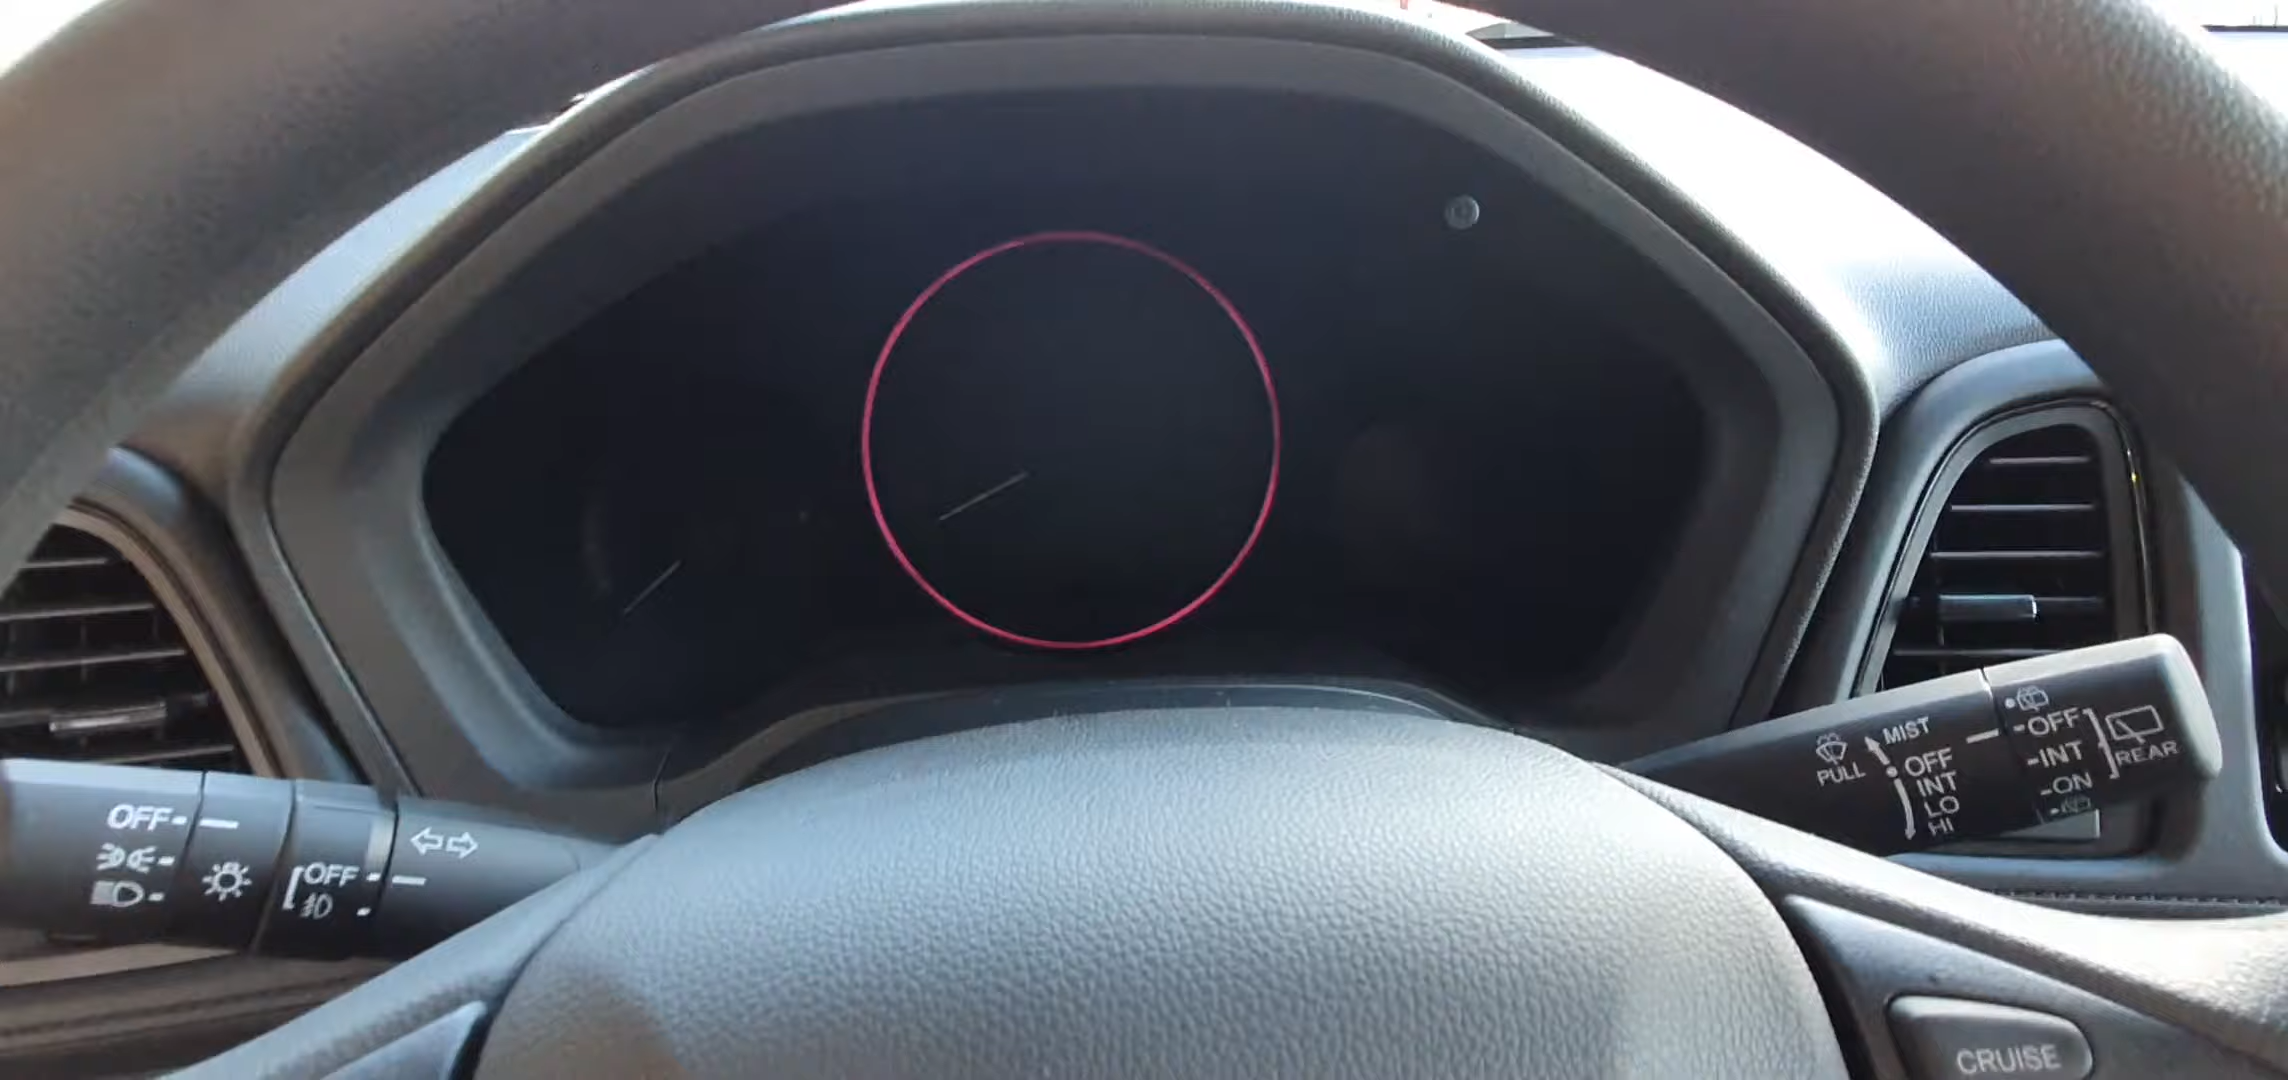 OFF
OFF
MIST
PULL
OFF
INT
LO
HI
OFF
INT
ON
REAR
CRUISE